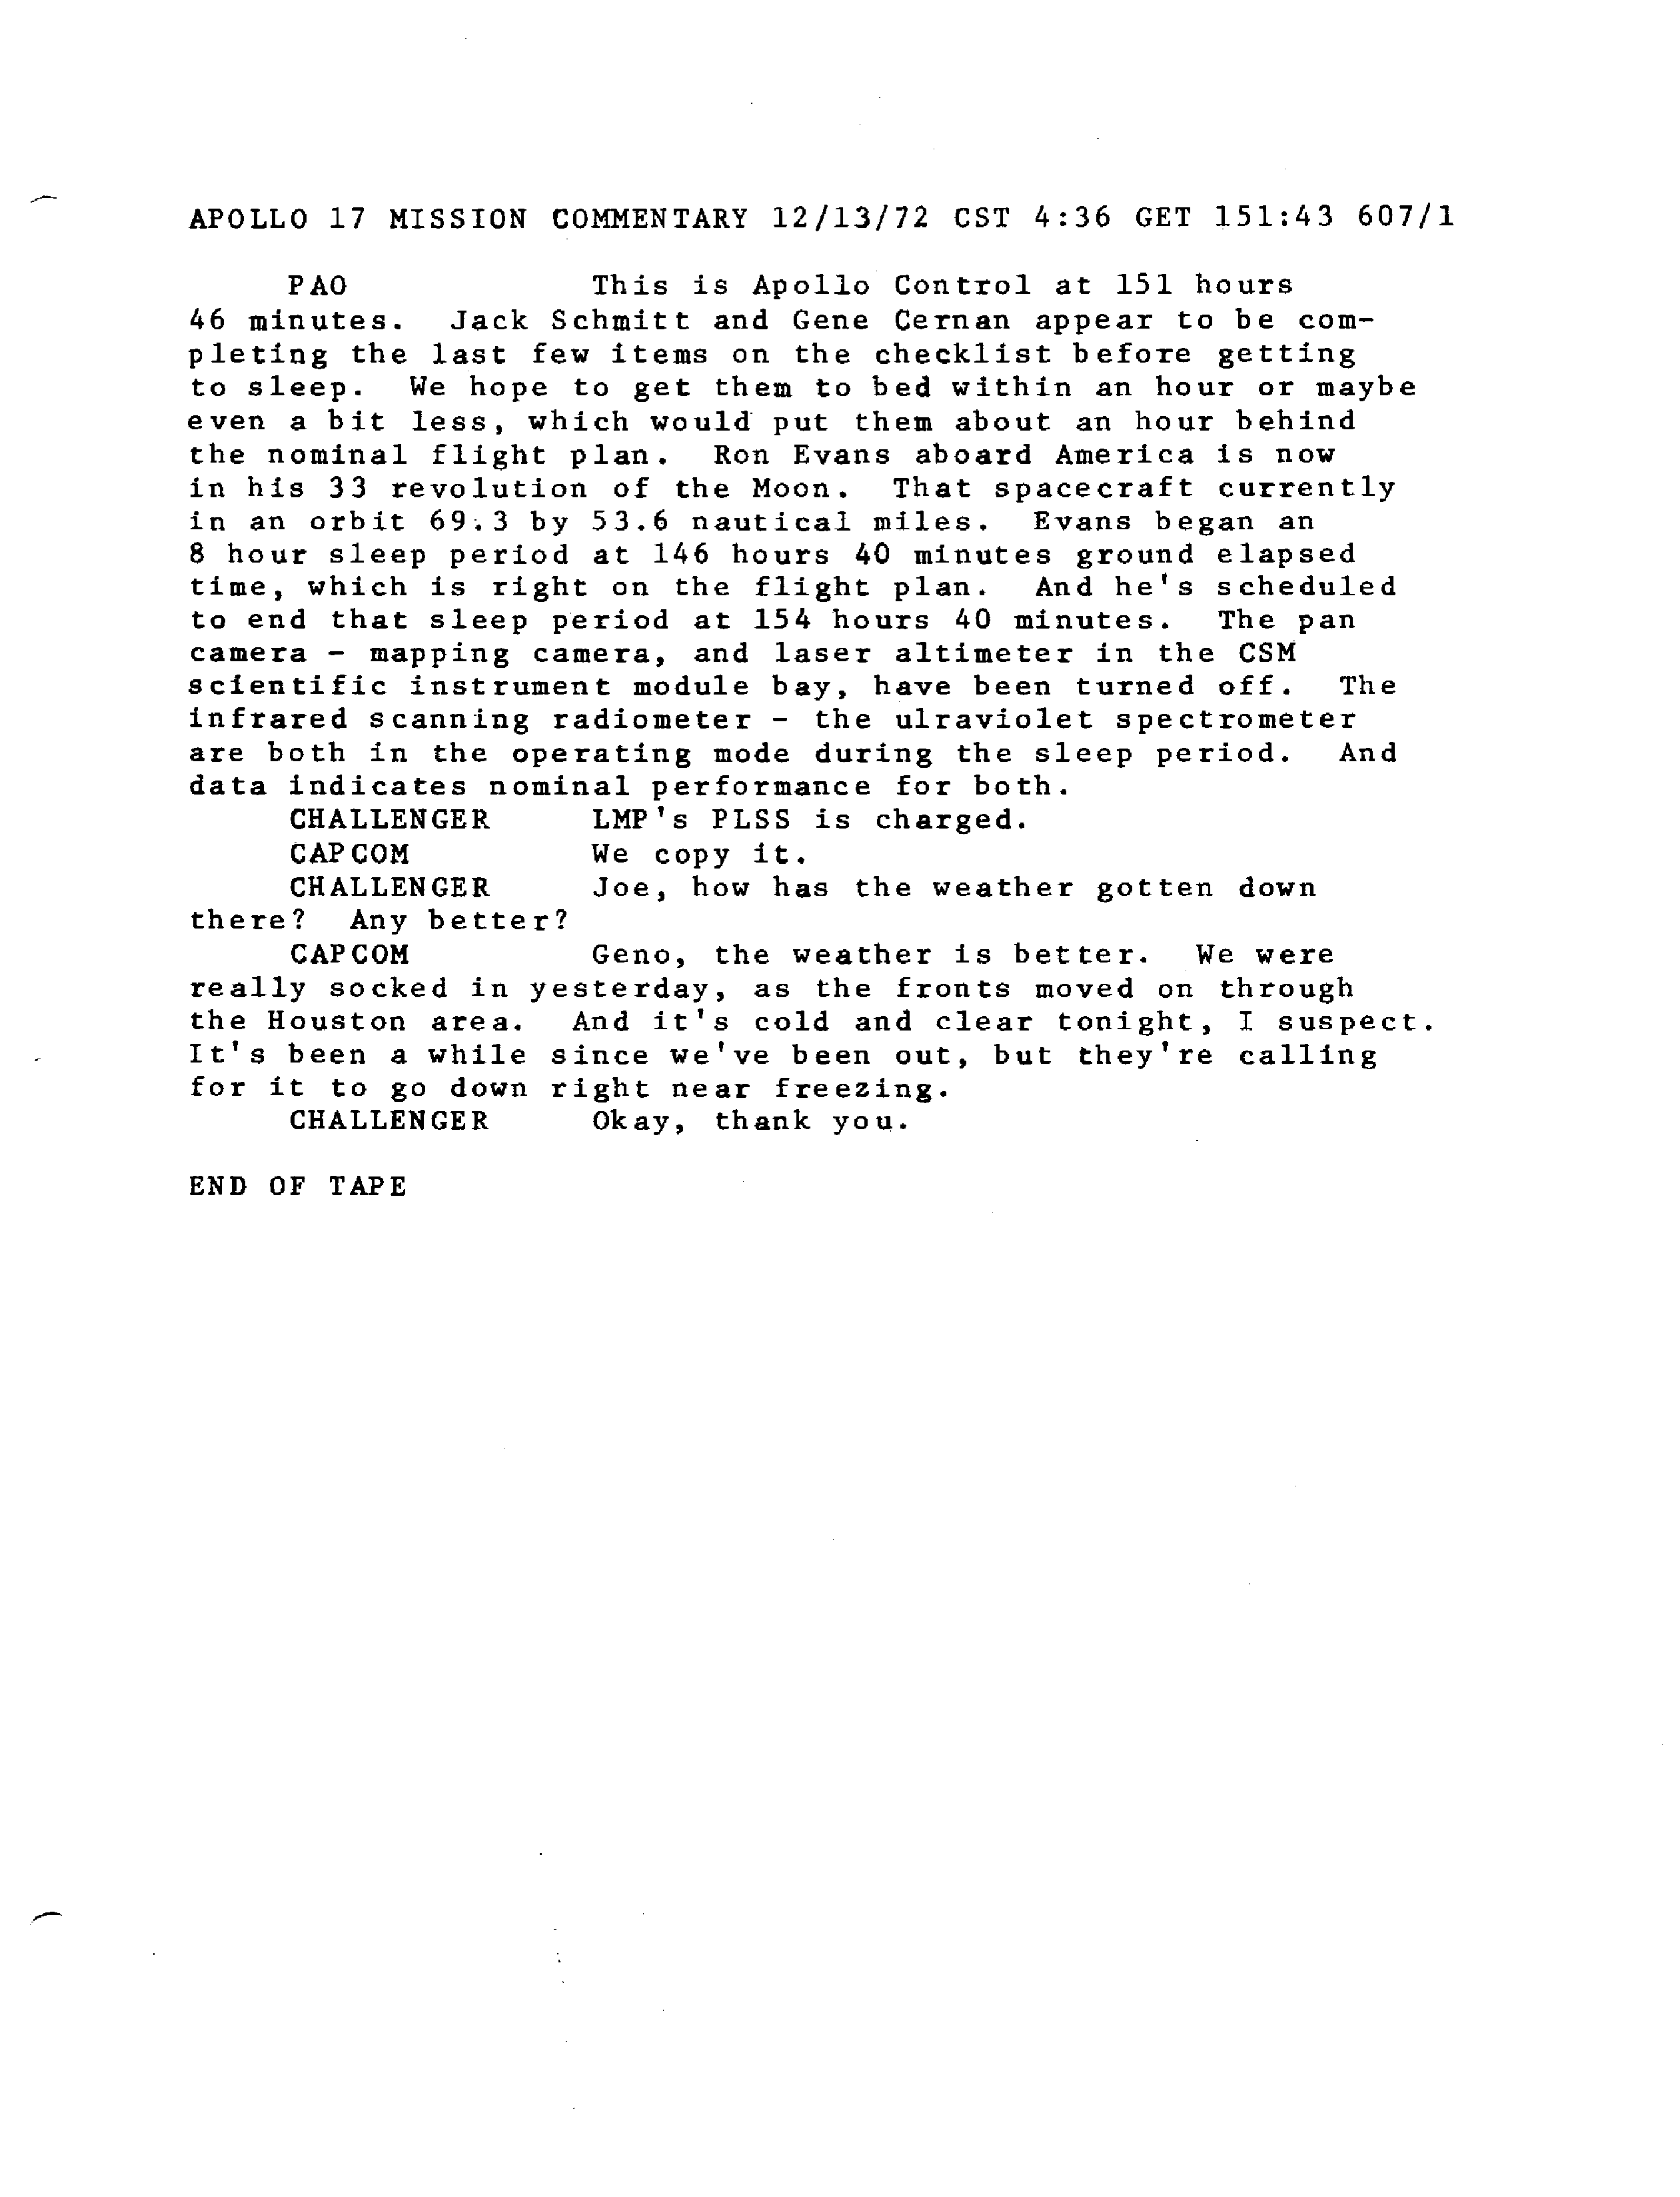 APOLLO 17 MISSION COMMENTARY 12/13/72 CST 4:36 GET 151:43 607/1
PAO This is Apollo Control at 151 hours
46 minutes. Jack Schmitt and Gene Cernan appear to be com-
pleting the last few items on the checklist before getting
to sleep. We hope to get them to bed within an hour or maybe
even a bit less, which would put them about an hour behind
the nominal flight plan. Ron Evans aboard America is now
in his 33 revolution of the Moon. That spacecraft currently
in an orbit 69.3 by 53.6 nautical miles. Evans began an
8 hour sleep period at 146 hours 40 minutes ground elapsed
time, which is right on the flight plan. And he's scheduled
to end that sleep period at 154 hours 40 minutes. The pan
camera - mapping camera, and laser altimeter in the CSM
scientific instrument module bay, have been turned off. The
infrared scanning radiometer - the ulraviolet spectrometer
are both in the operating mode during the sleep period. And
data indicates nominal performance for both.
CHALLENGER LMP's PLSS is charged.
CAPCOM We copy it.
CHALLENGER Joe, how has the weather gotten down
there? Any better?
CAPCOM Geno, the weather is better. We were
really socked in yesterday, as the fronts moved on through
the Houston area. And it's cold and clear tonight, I suspect.
It's been a while since we've been out, but they're calling
for it to go down right near freezing.
CHALLENGER Okay, thank you.
END OF TAPE